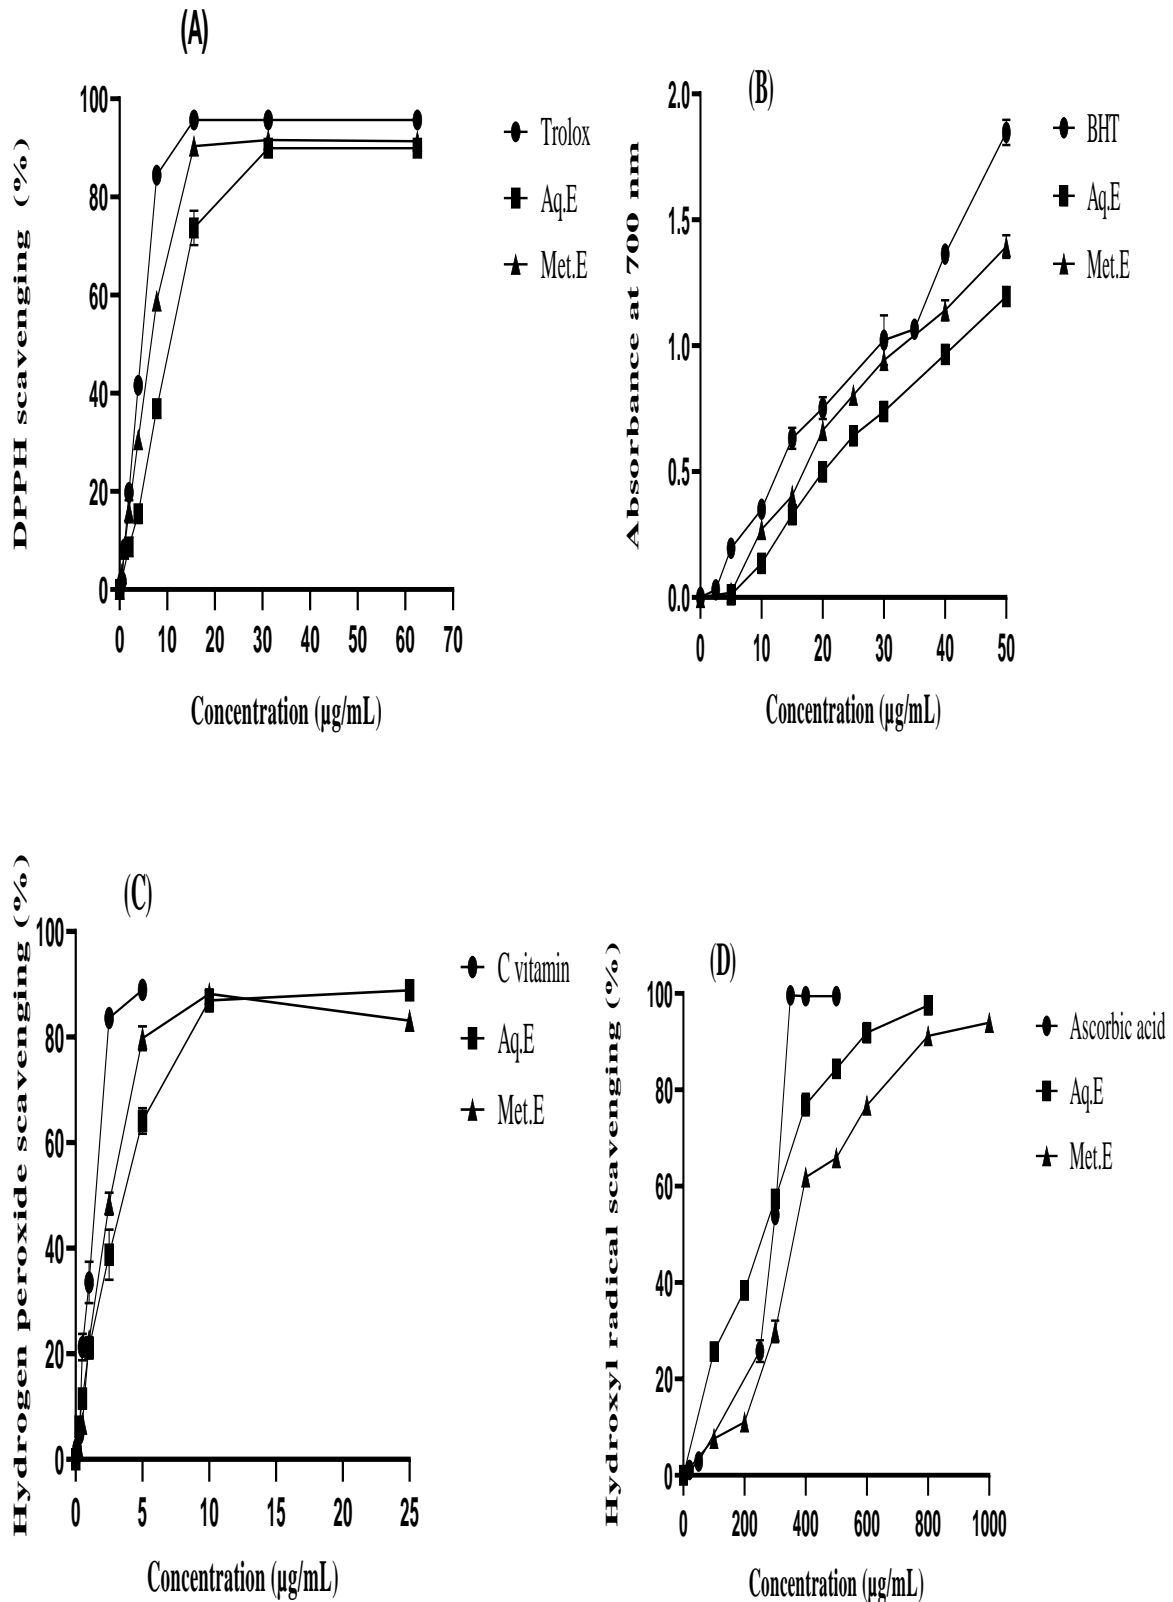 (A)
DPPH scavenging (%)
100
80
60
40
20
0
0 10 20 30 40 50 60 70
Concentration (µg/mL)
Trolox
Aq.E
Met.E
(B)
Absorbance at 700 nm
2.0
1.5
1.0
0.5
0.0
0 10 20 30 40 50
Concentration (µg/mL)
BHT
Aq.E
Met.E
(C)
Hydrogen peroxide scavenging (%)
100
80
60
40
20
0
0 5 10 15 20 25
Concentration (µg/mL)
C vitamin
Aq.E
Met.E
(D)
Hydroxyl radical scavenging (%)
100
80
60
40
20
0
0 200 400 600 800 1000
Concentration (µg/mL)
Ascorbic acid
Aq.E
Met.E